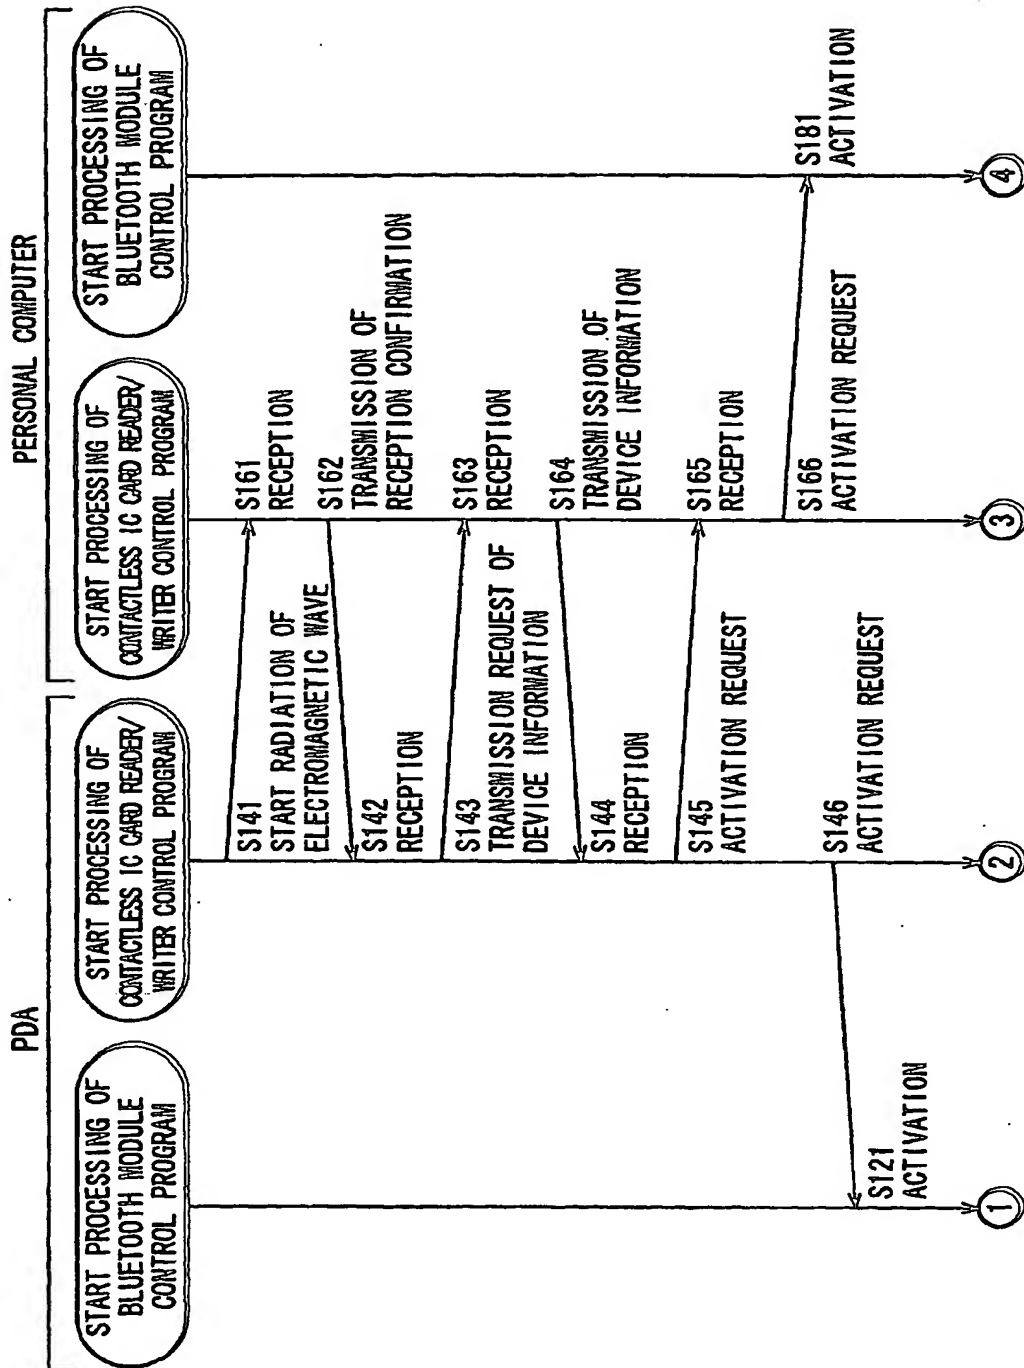 PDA
PERSONAL COMPUTER
START PROCESSING OF
BLUETOOTH MODULE
CONTROL PROGRAM
START PROCESSING OF
CONTACTLESS IC CARD READER/
WRITER CONTROL PROGRAM
START PROCESSING OF
CONTACTLESS IC CARD READER/
WRITER CONTROL PROGRAM
START PROCESSING OF
BLUETOOTH MODULE
CONTROL PROGRAM
S141
START RADIATION OF
ELECTROMAGNETIC WAVE
S161
RECEPTION
S162
TRANSMISSION OF
RECEPTION CONFIRMATION
S142
RECEPTION
S143
TRANSMISSION REQUEST OF
DEVICE INFORMATION
S163
RECEPTION
S164
TRANSMISSION OF
DEVICE INFORMATION
S144
RECEPTION
S145
ACTIVATION REQUEST
S165
RECEPTION
S166
ACTIVATION REQUEST
S181
ACTIVATION
S146
ACTIVATION REQUEST
S121
ACTIVATION
1
2
3
4